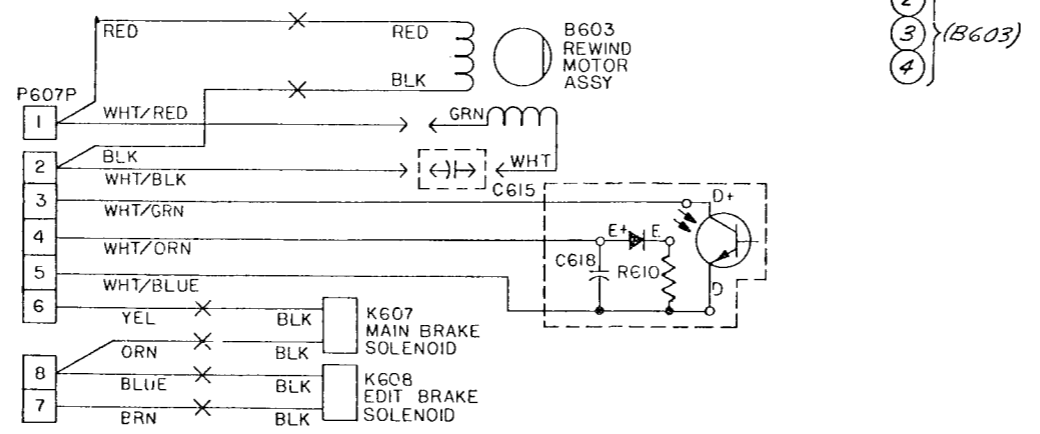 2
3 (B603)
4
RED RED
B603
REWIND
MOTOR
ASSY
BLK
P607P
1 WHT/RED GRN
2 BLK WHT
WHT/BLK C615
3 D+
WHT/GRN
4 E+ E
WHT/ORN C618 R610
5 D
WHT/BLUE
6 YEL BLK
K607
MAIN BRAKE
SOLENOID
ORN BLK
8 BLUE BLK
K608
EDIT BRAKE
SOLENOID
7 BRN BLK